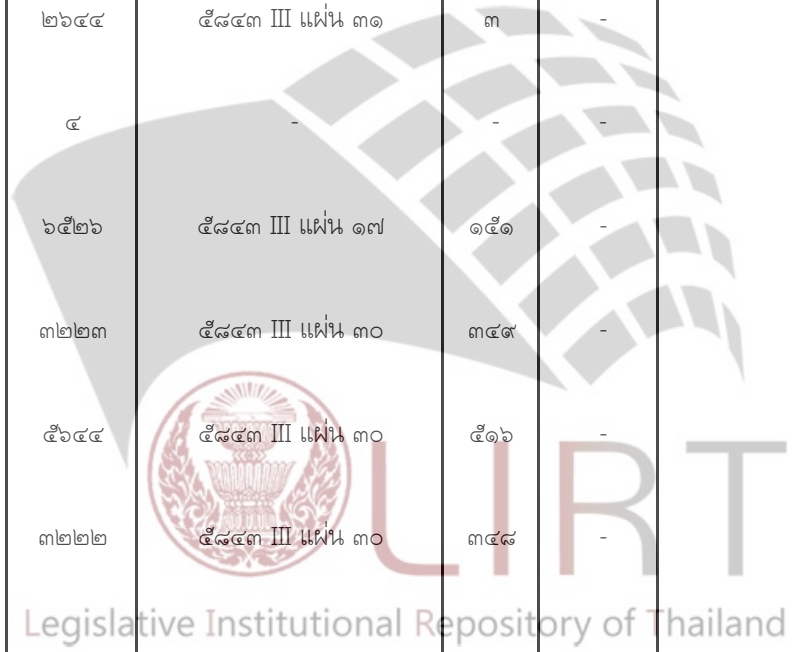 ๒๖๔๔ ๕๘๔๓ III แผ่น ๓๑ ๓ -
๔ - - -
๖๕๒๖ ๕๘๔๓ III แผ่น ๑๗ ๑๕๑ -
๓๒๒๓ ๕๘๔๓ III แผ่น ๓๐ ๓๔๙ -
๕๖๔๔ ๕๘๔๓ III แผ่น ๓๐ ๕๑๖ -
LIRT
๓๒๒๒ ๕๘๔๓ III แผ่น ๓๐ ๓๔๘ -
Legislative Institutional Repository of Thailand